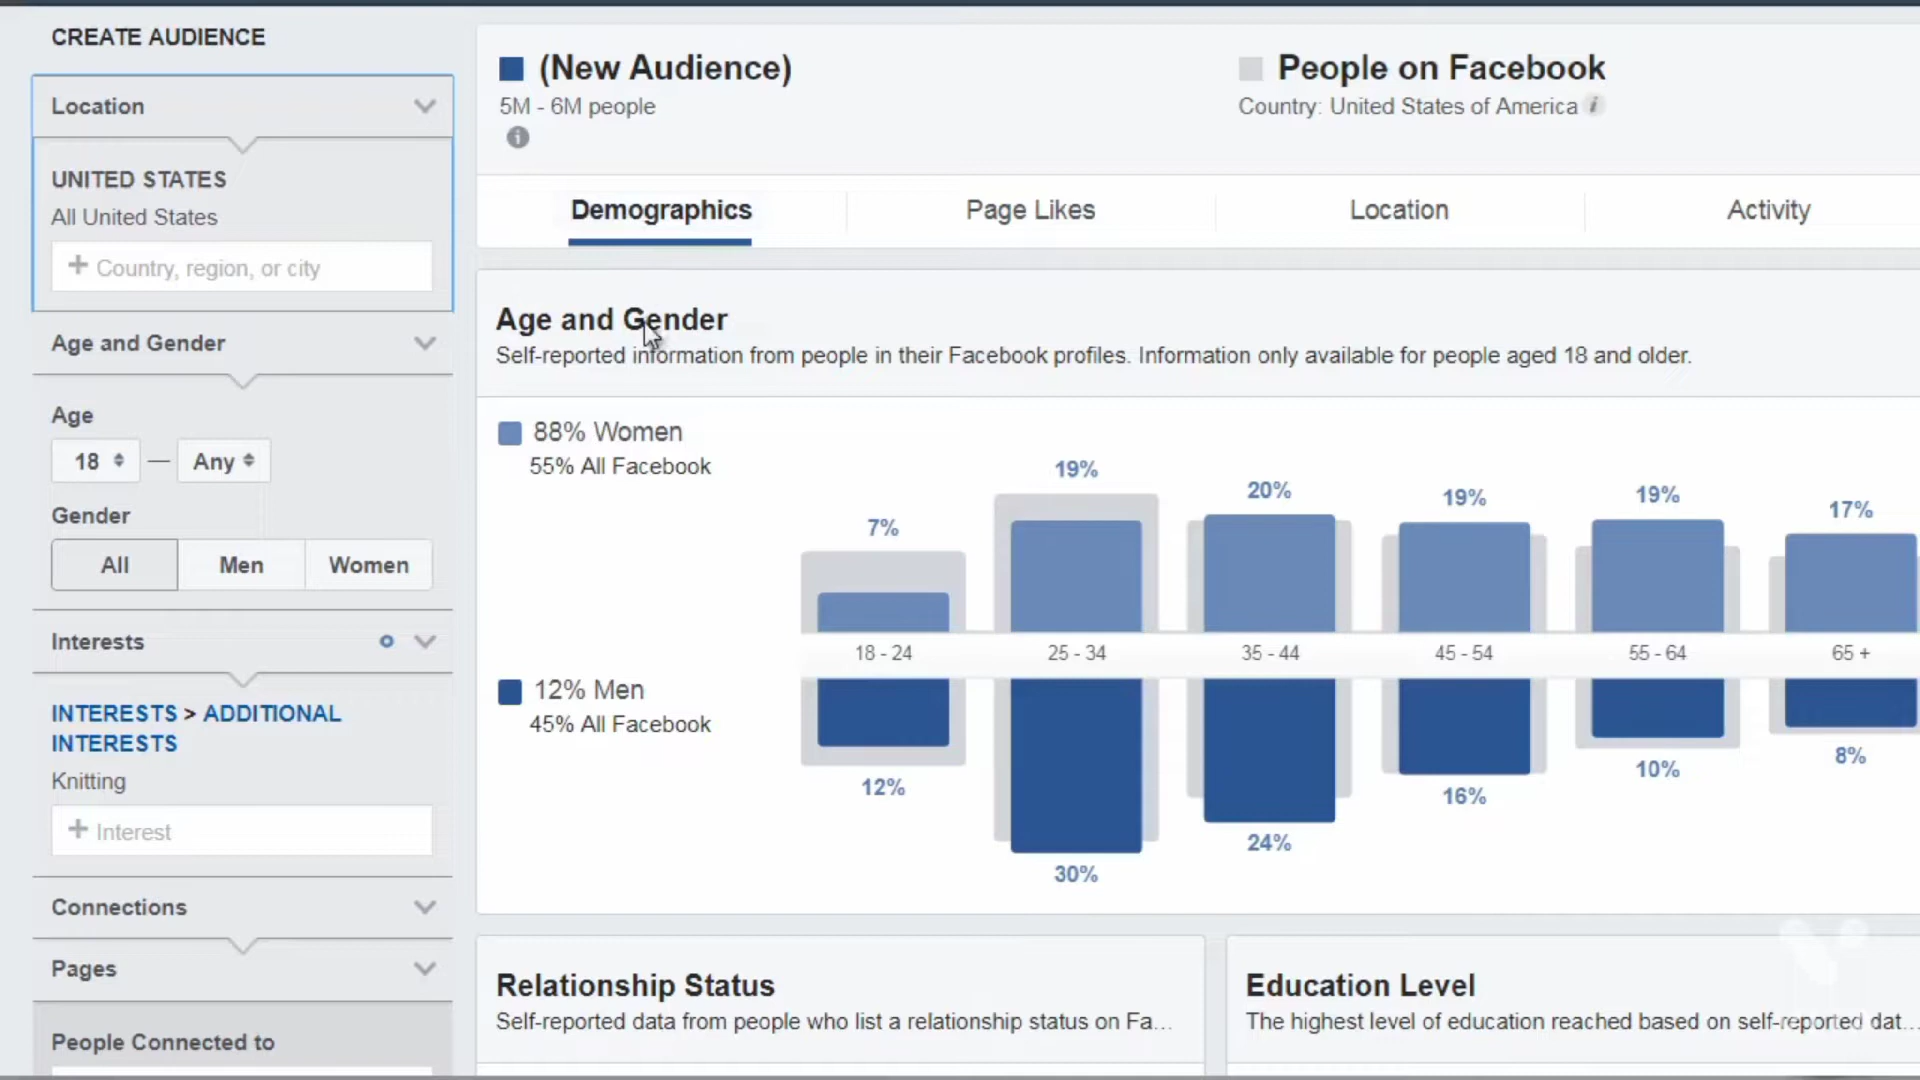 CREATE AUDIENCE
Location
UNITED STATES
All United States
+ Country, region, or city
Age and Gender
Age
18 — Any
Gender
All Men Women
Interests
INTERESTS > ADDITIONAL
INTERESTS
Knitting
+ Interest
Connections
Pages
People Connected to
(New Audience)
5M - 6M people
People on Facebook
Country: United States of America
Demographics Page Likes Location Activity
Age and Gender
Self-reported information from people in their Facebook profiles. Information only available for people aged 18 and older.
88% Women
55% All Facebook
7% 19% 20% 19% 19% 17%
18 - 24 25 - 34 35 - 44 45 - 54 55 - 64 65 +
12% Men
45% All Facebook
12% 30% 24% 16% 10% 8%
Relationship Status
Self-reported data from people who list a relationship status on Fa...
Education Level
The highest level of education reached based on self-reported dat...